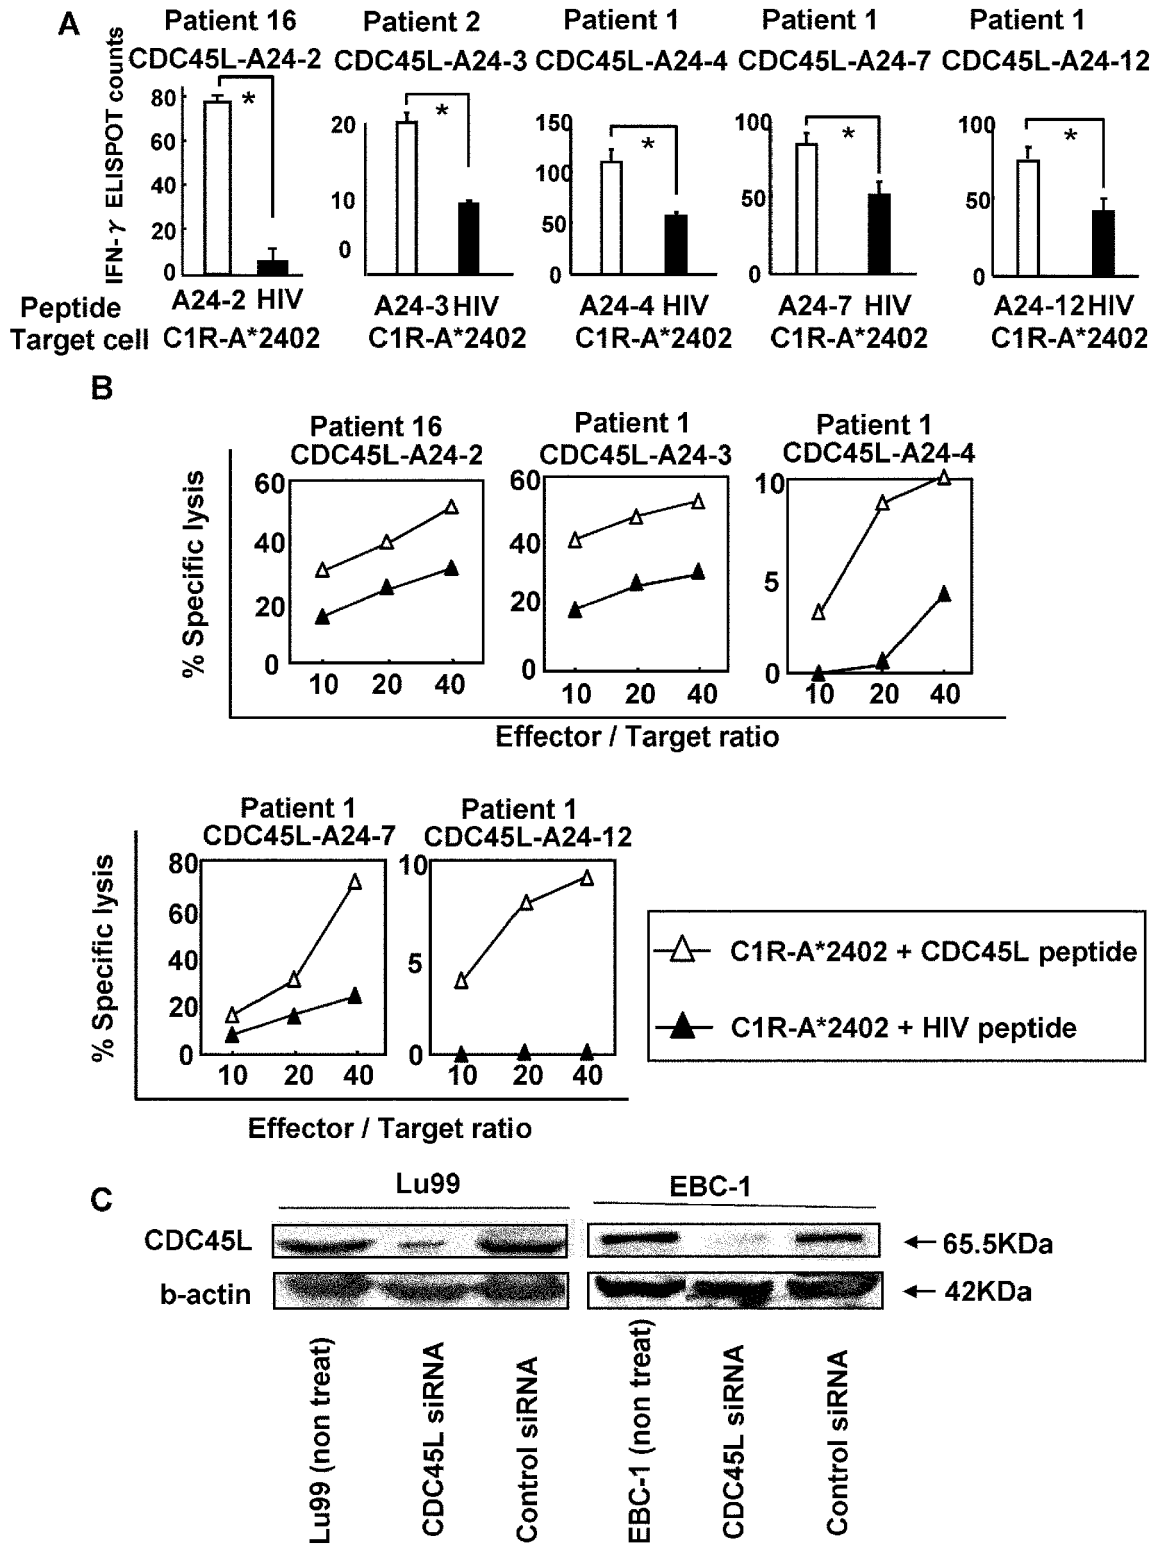 A
Patient 16
Patient 2
Patient 1
Patient 1
Patient 1
CDC45L-A24-2
CDC45L-A24-3
CDC45L-A24-4
CDC45L-A24-7
CDC45L-A24-12
IFN-γ ELISPOT counts
80
60
40
20
0
*
20
10
0
*
150
100
50
0
*
100
50
0
*
100
50
0
*
Peptide
A24-2 HIV
A24-3 HIV
A24-4 HIV
A24-7 HIV
A24-12 HIV
Target cell
C1R-A*2402
C1R-A*2402
C1R-A*2402
C1R-A*2402
C1R-A*2402
B
% Specific lysis
Patient 16
CDC45L-A24-2
60
40
20
0
10 20 40
Patient 1
CDC45L-A24-3
60
40
20
0
10 20 40
Patient 1
CDC45L-A24-4
10
5
0
10 20 40
Effector / Target ratio
% Specific lysis
Patient 1
CDC45L-A24-7
80
60
40
20
0
10 20 40
Patient 1
CDC45L-A24-12
10
5
0
10 20 40
Effector / Target ratio
C1R-A*2402 + CDC45L peptide
C1R-A*2402 + HIV peptide
C
Lu99
EBC-1
CDC45L
←65.5KDa
b-actin
←42KDa
Lu99 (non treat)
CDC45L siRNA
Control siRNA
EBC-1 (non treat)
CDC45L siRNA
Control siRNA